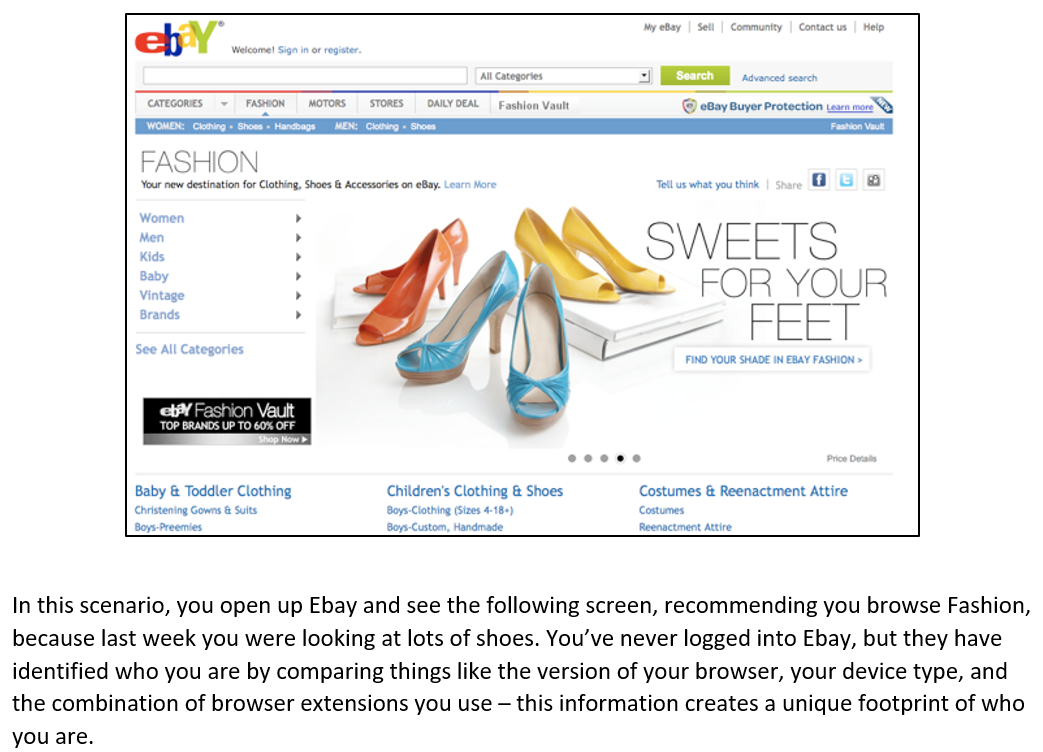 ebaY®
My eBay | Sell | Community | Contact us | Help
Welcome! Sign in or register.
All Categories
Search
Advanced search
CATEGORIES FASHION MOTORS STORES DAILY DEAL Fashion Vault
eBay Buyer Protection Learn more
WOMEN: Clothing • Shoes • Handbags MEN: Clothing • Shoes
Fashion Vault
FASHION
Your new destination for Clothing, Shoes & Accessories on eBay. Learn More
Tell us what you think | Share
Women
Men
Kids
Baby
Vintage
Brands
See All Categories
SWEETS
FOR YOUR
FEET
FIND YOUR SHADE IN EBAY FASHION >
ebaY Fashion Vault
TOP BRANDS UP TO 60% OFF
Shop Now
Price Details
Baby & Toddler Clothing
Christening Gowns & Suits
Boys-Preemies
Children's Clothing & Shoes
Boys-Clothing (Sizes 4-18+)
Boys-Custom, Handmade
Costumes & Reenactment Attire
Costumes
Reenactment Attire
In this scenario, you open up Ebay and see the following screen, recommending you browse Fashion,
because last week you were looking at lots of shoes. You’ve never logged into Ebay, but they have
identified who you are by comparing things like the version of your browser, your device type, and
the combination of browser extensions you use – this information creates a unique footprint of who
you are.